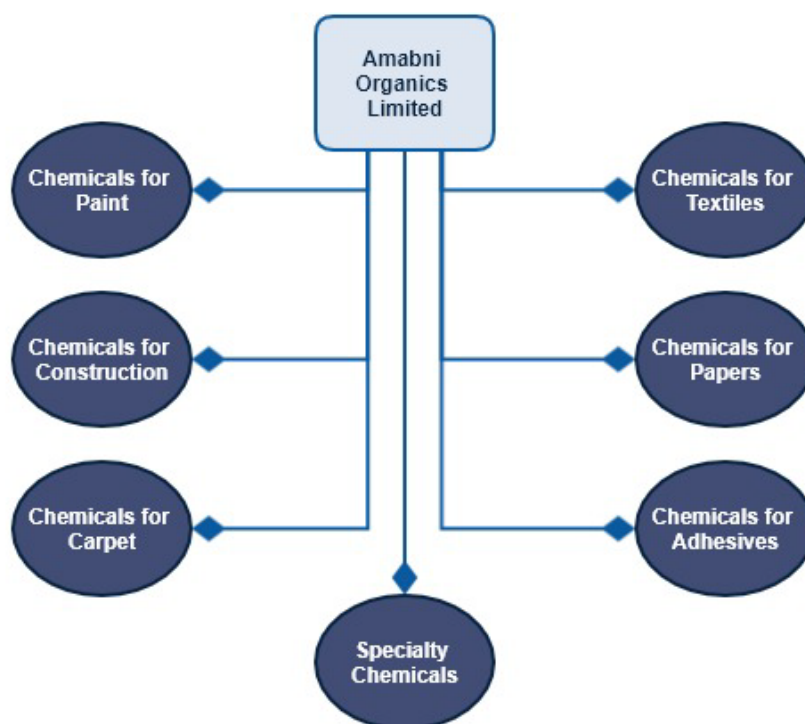 Amabni
Organics
Limited
Chemicals for
Paint
Chemicals for
Textiles
Chemicals for
Construction
Chemicals for
Papers
Chemicals for
Carpet
Chemicals for
Adhesives
Specialty
Chemicals